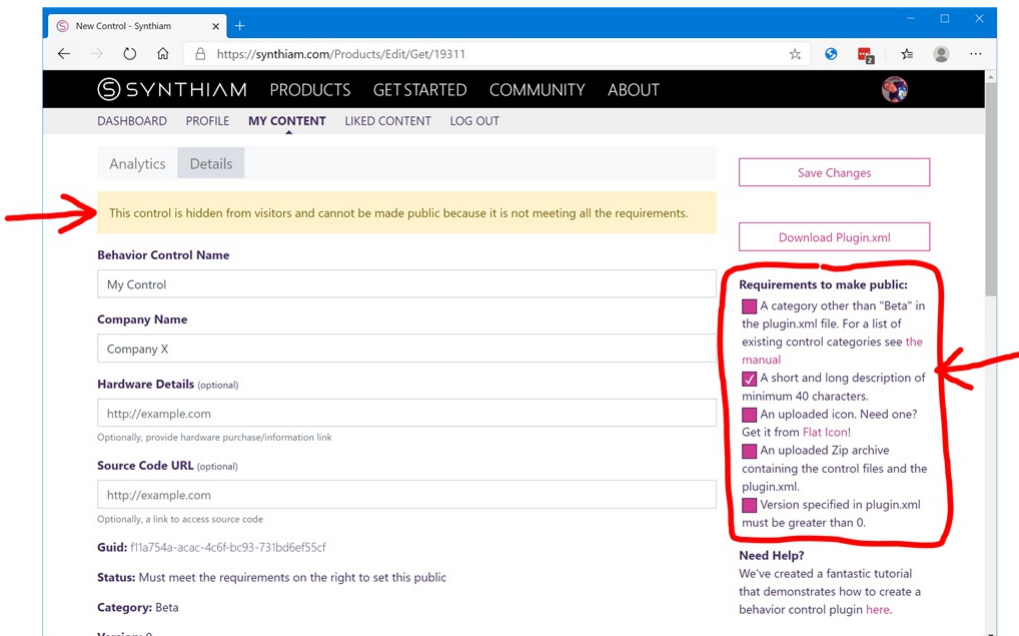 New Control - Synthiam
https://synthiam.com/Products/Edit/Get/19311
2
SYNTHIAM PRODUCTS GET STARTED COMMUNITY ABOUT
DASHBOARD PROFILE MY CONTENT LIKED CONTENT LOG OUT
Analytics Details
This control is hidden from visitors and cannot be made public because it is not meeting all the requirements.
Behavior Control Name
My Control
Company Name
Company X
Hardware Details (optional)
http://example.com
Optionally, provide hardware purchase/information link
Source Code URL (optional)
http://example.com
Optionally, a link to access source code
Guid: f11a754a-acac-4c6f-bc93-731bd6ef55cf
Status: Must meet the requirements on the right to set this public
Category: Beta
Version: 0
Save Changes
Download Plugin.xml
Requirements to make public:
A category other than "Beta" in
the plugin.xml file. For a list of
existing control categories see the
manual
A short and long description of
minimum 40 characters.
An uploaded icon. Need one?
Get it from Flat Icon!
An uploaded Zip archive
containing the control files and the
plugin.xml.
Version specified in plugin.xml
must be greater than 0.
Need Help?
We've created a fantastic tutorial
that demonstrates how to create a
behavior control plugin here.